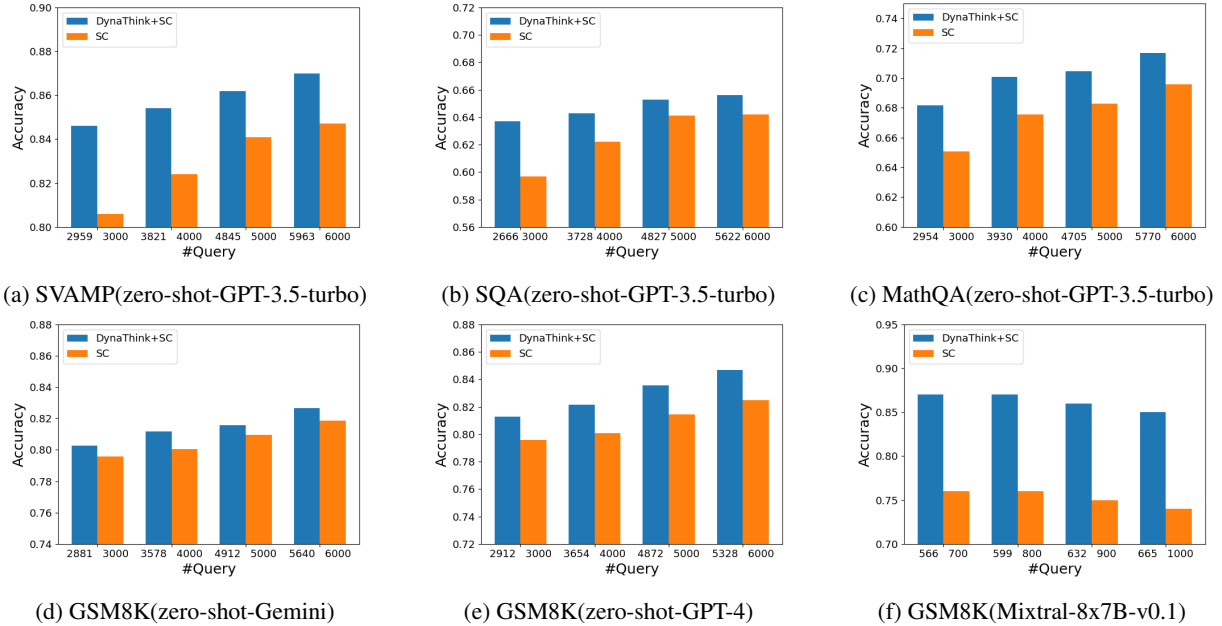 0.90
0.88
0.86
0.84
0.82
0.80
Accuracy
DynaThink+SC
SC
2959 3000 3821 4000 4845 5000 5963 6000
#Query
(a) SVAMP(zero-shot-GPT-3.5-turbo)
0.72
0.70
0.68
0.66
0.64
0.62
0.60
0.58
0.56
Accuracy
DynaThink+SC
SC
2666 3000 3728 4000 4827 5000 5622 6000
#Query
(b) SQA(zero-shot-GPT-3.5-turbo)
0.74
0.72
0.70
0.68
0.66
0.64
0.62
0.60
Accuracy
DynaThink+SC
SC
2954 3000 3930 4000 4705 5000 5770 6000
#Query
(c) MathQA(zero-shot-GPT-3.5-turbo)
0.88
0.86
0.84
0.82
0.80
0.78
0.76
0.74
Accuracy
DynaThink+SC
SC
2881 3000 3578 4000 4912 5000 5640 6000
#Query
(d) GSM8K(zero-shot-Gemini)
0.88
0.86
0.84
0.82
0.80
0.78
0.76
0.74
0.72
Accuracy
DynaThink+SC
SC
2912 3000 3654 4000 4872 5000 5328 6000
#Query
(e) GSM8K(zero-shot-GPT-4)
0.95
0.90
0.85
0.80
0.75
0.70
Accuracy
DynaThink+SC
SC
566 700 599 800 632 900 665 1000
#Query
(f) GSM8K(Mixtral-8x7B-v0.1)